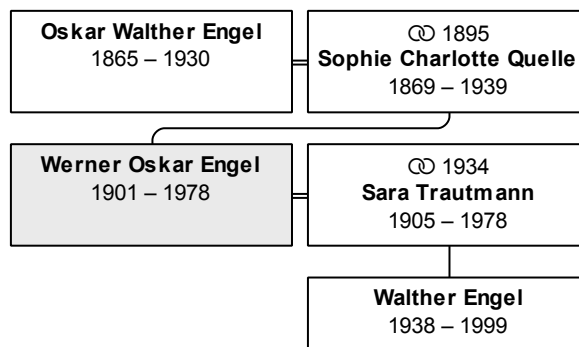 Oskar Walther Engel
1865 – 1930
⚭ 1895
Sophie Charlotte Quelle
1869 – 1939
Werner Oskar Engel
1901 – 1978
⚭ 1934
Sara Trautmann
1905 – 1978
Walther Engel
1938 – 1999